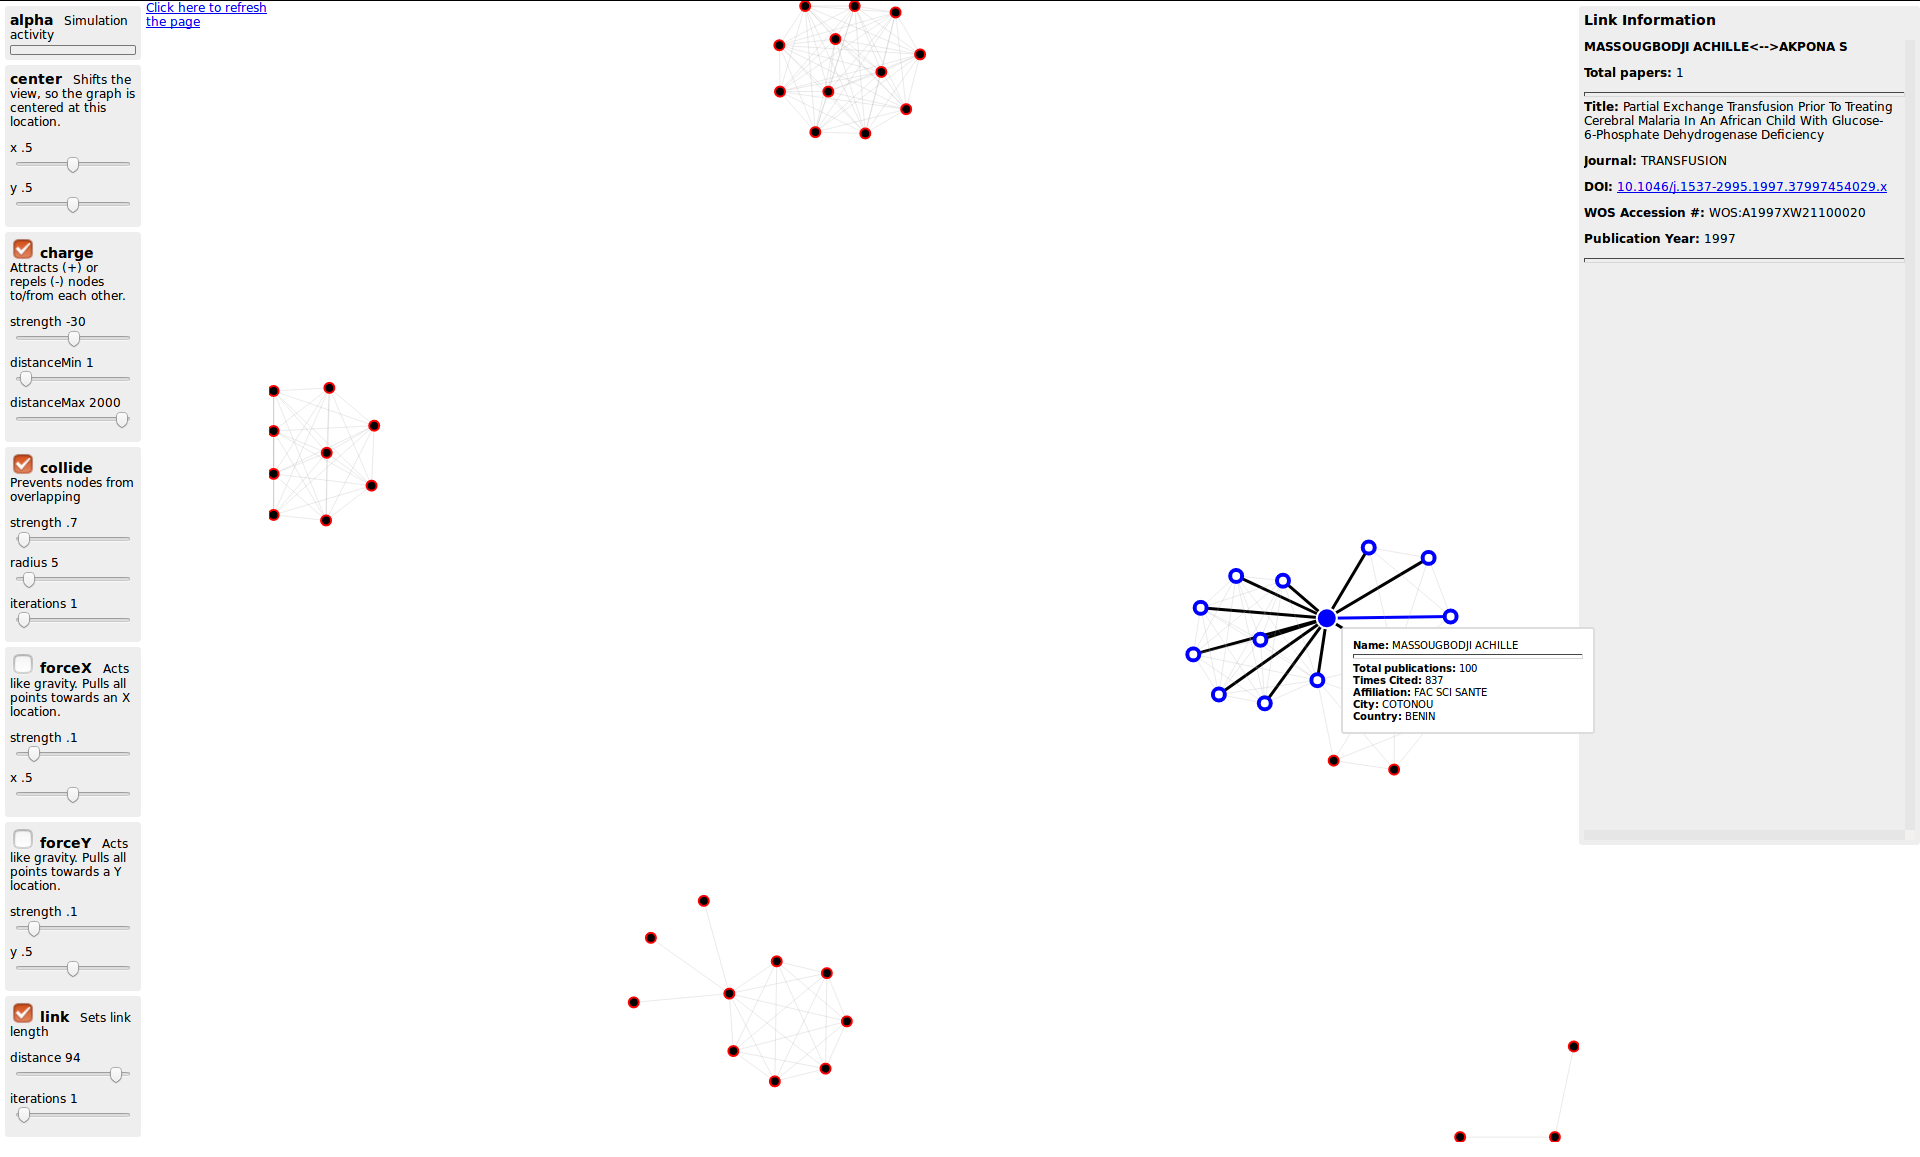 alpha Simulation
activity
center Shifts the
view, so the graph is
centered at this
location.
x .5
y .5
charge
Attracts (+) or
repels (-) nodes
to/from each other.
strength -30
distanceMin 1
distanceMax 2000
collide
Prevents nodes from
overlapping
strength .7
radius 5
iterations 1
forceX Acts
like gravity. Pulls all
points towards an X
location.
strength .1
x .5
forceY Acts
like gravity. Pulls all
points towards a Y
location.
strength .1
y .5
link Sets link
length
distance 94
iterations 1
Click here to refresh
the page
Name: MASSOUGBODJI ACHILLE
Total publications: 100
Times Cited: 837
Affiliation: FAC SCI SANTE
City: COTONOU
Country: BENIN
Link Information
MASSOUGBODJI ACHILLE<-->AKPONA S
Total papers: 1
Title: Partial Exchange Transfusion Prior To Treating
Cerebral Malaria In An African Child With Glucose-
6-Phosphate Dehydrogenase Deficiency
Journal: TRANSFUSION
DOI: 10.1046/j.1537-2995.1997.37997454029.x
WOS Accession #: WOS:A1997XW21100020
Publication Year: 1997